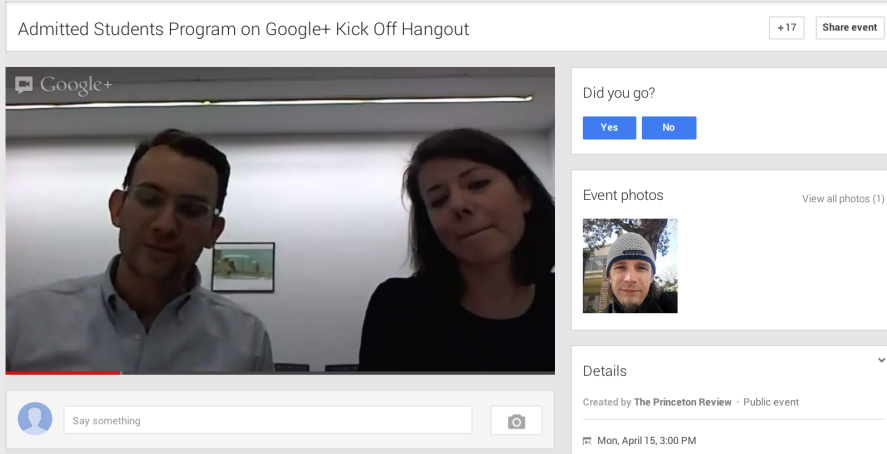 Admitted Students Program on Google+ Kick Off Hangout
+17
Share event
Google+
Did you go?
Yes
No
Event photos
View all photos (1)
Details
Created by The Princeton Review · Public event
Mon, April 15, 3:00 PM
Say something